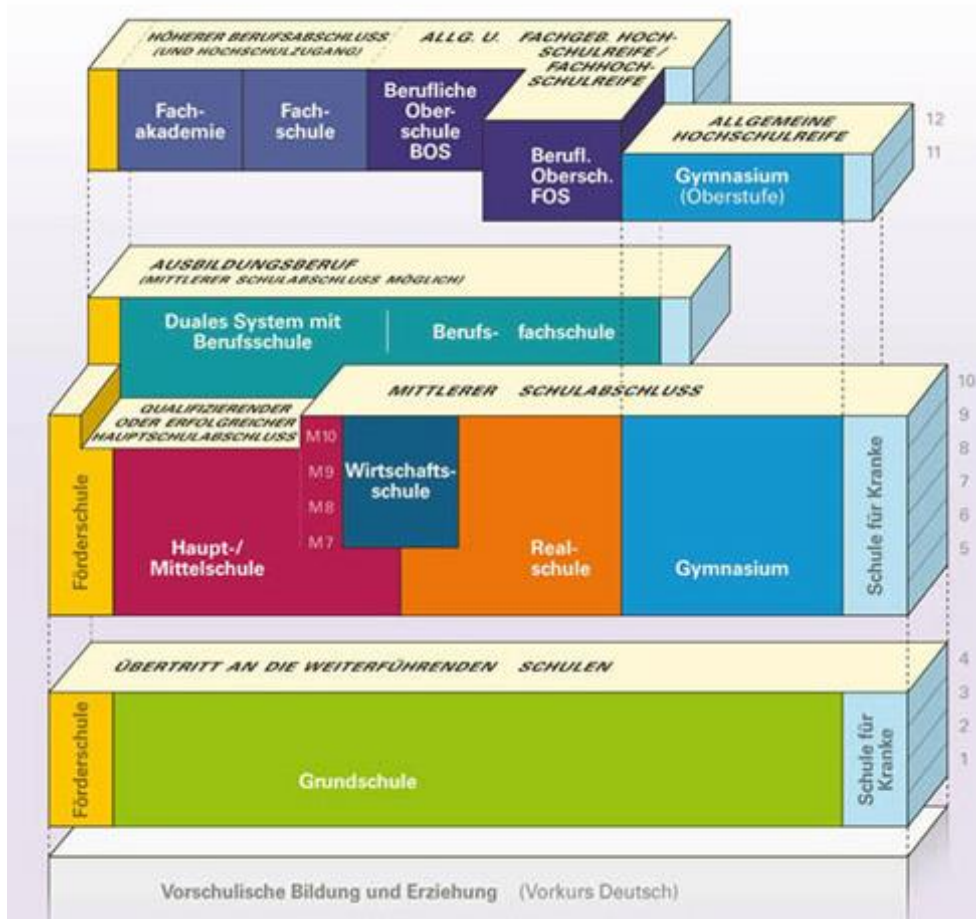 HÖHERER BERUFSABSCHLUSS
(UND HOCHSCHULZUGANG)
ALLG. U. FACHGEB. HOCH-
SCHULREIFE/
FACHHOCH-
SCHULREIFE
Fach-
akademie
Fach-
schule
Berufliche
Ober-
schule
BOS
Berufl.
Obersch.
FOS
ALLGEMEINE
HOCHSCHULREIFE
Gymnasium
(Oberstufe)
12
11
AUSBILDUNGSBERUF
(MITTLERER SCHULABSCHLUSS MÖGLICH)
Duales System mit
Berufsschule
Berufs- fachschule
QUALIFIZIERENDER
ODER ERFOLGREICHER
HAUPTSCHULABSCHLUSS
MITTLERER SCHULABSCHLUSS
Förderschule
Haupt-/
Mittelschule
M10
M9
M8
M7
Wirtschafts-
schule
Real-
schule
Gymnasium
Schule für Kranke
10
9
8
7
6
5
ÜBERTRITT AN DIE WEITERFÜHRENDEN SCHULEN
Förderschule
Grundschule
Schule für
Kranke
4
3
2
1
Vorschulische Bildung und Erziehung (Vorkurs Deutsch)